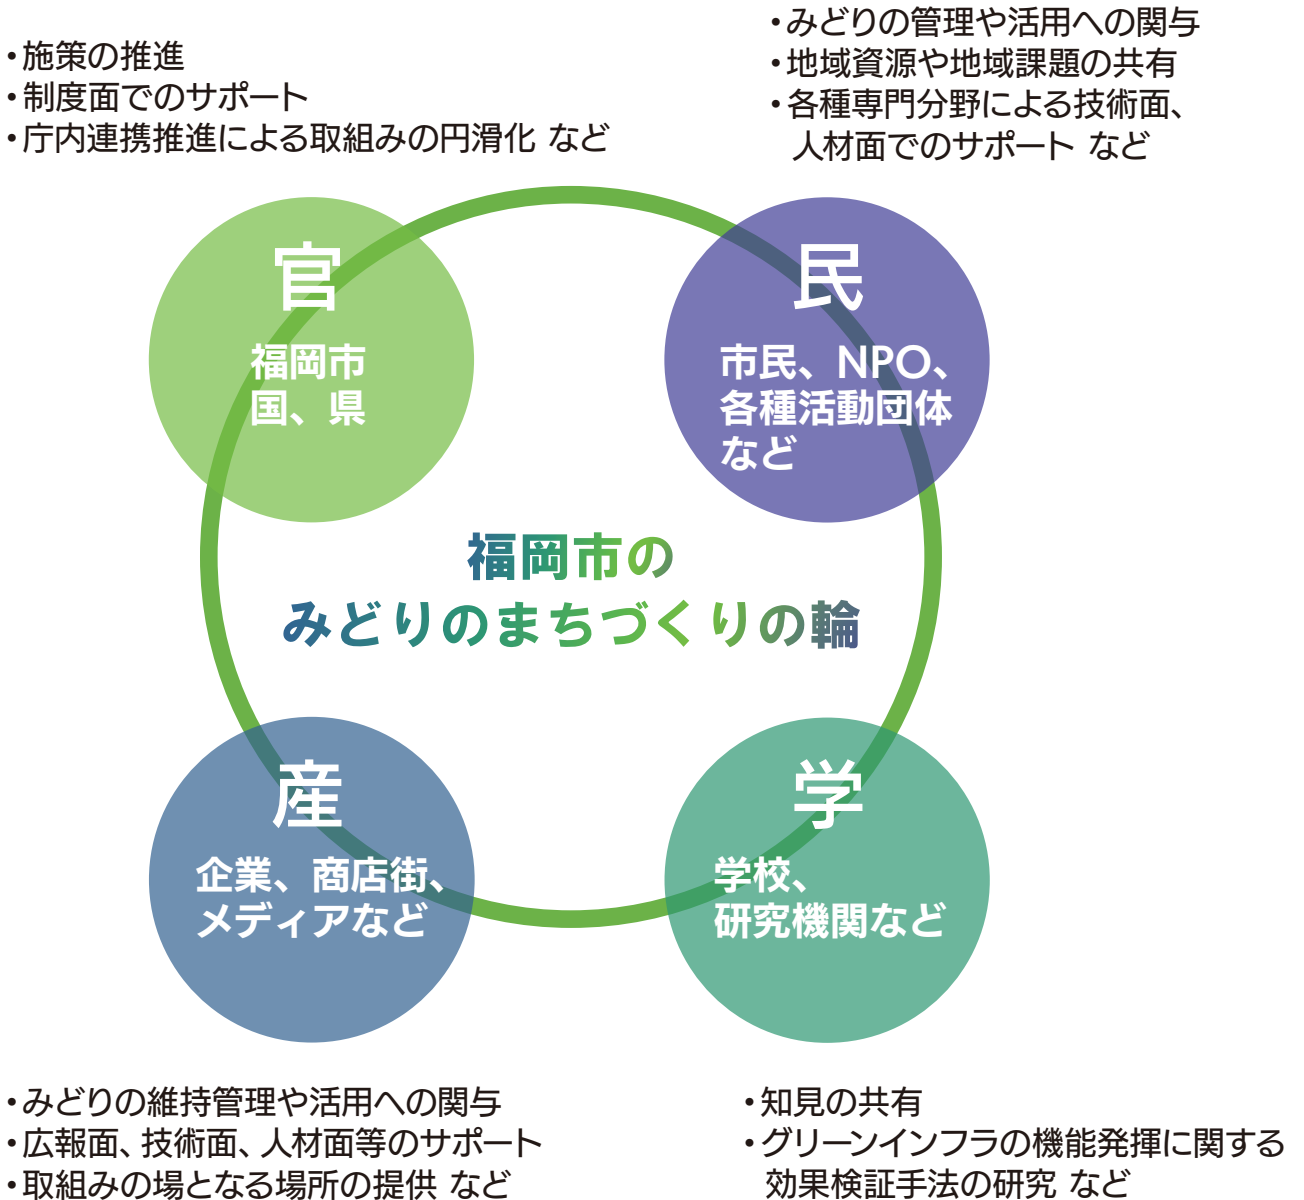 ・施策の推進
・制度面でのサポート
・庁内連携推進による取組みの円滑化 など
・みどりの管理や活用への関与
・地域資源や地域課題の共有
・各種専門分野による技術面、
人材面でのサポート など
官
福岡市
国、県
民
市民、NPO、
各種活動団体
など
福岡市の
みどりのまちづくりの輪
産
企業、商店街、
メディアなど
学
学校、
研究機関など
・みどりの維持管理や活用への関与
・広報面、技術面、人材面等のサポート
・取組みの場となる場所の提供 など
・知見の共有
・グリーンインフラの機能発揮に関する
効果検証手法の研究 など